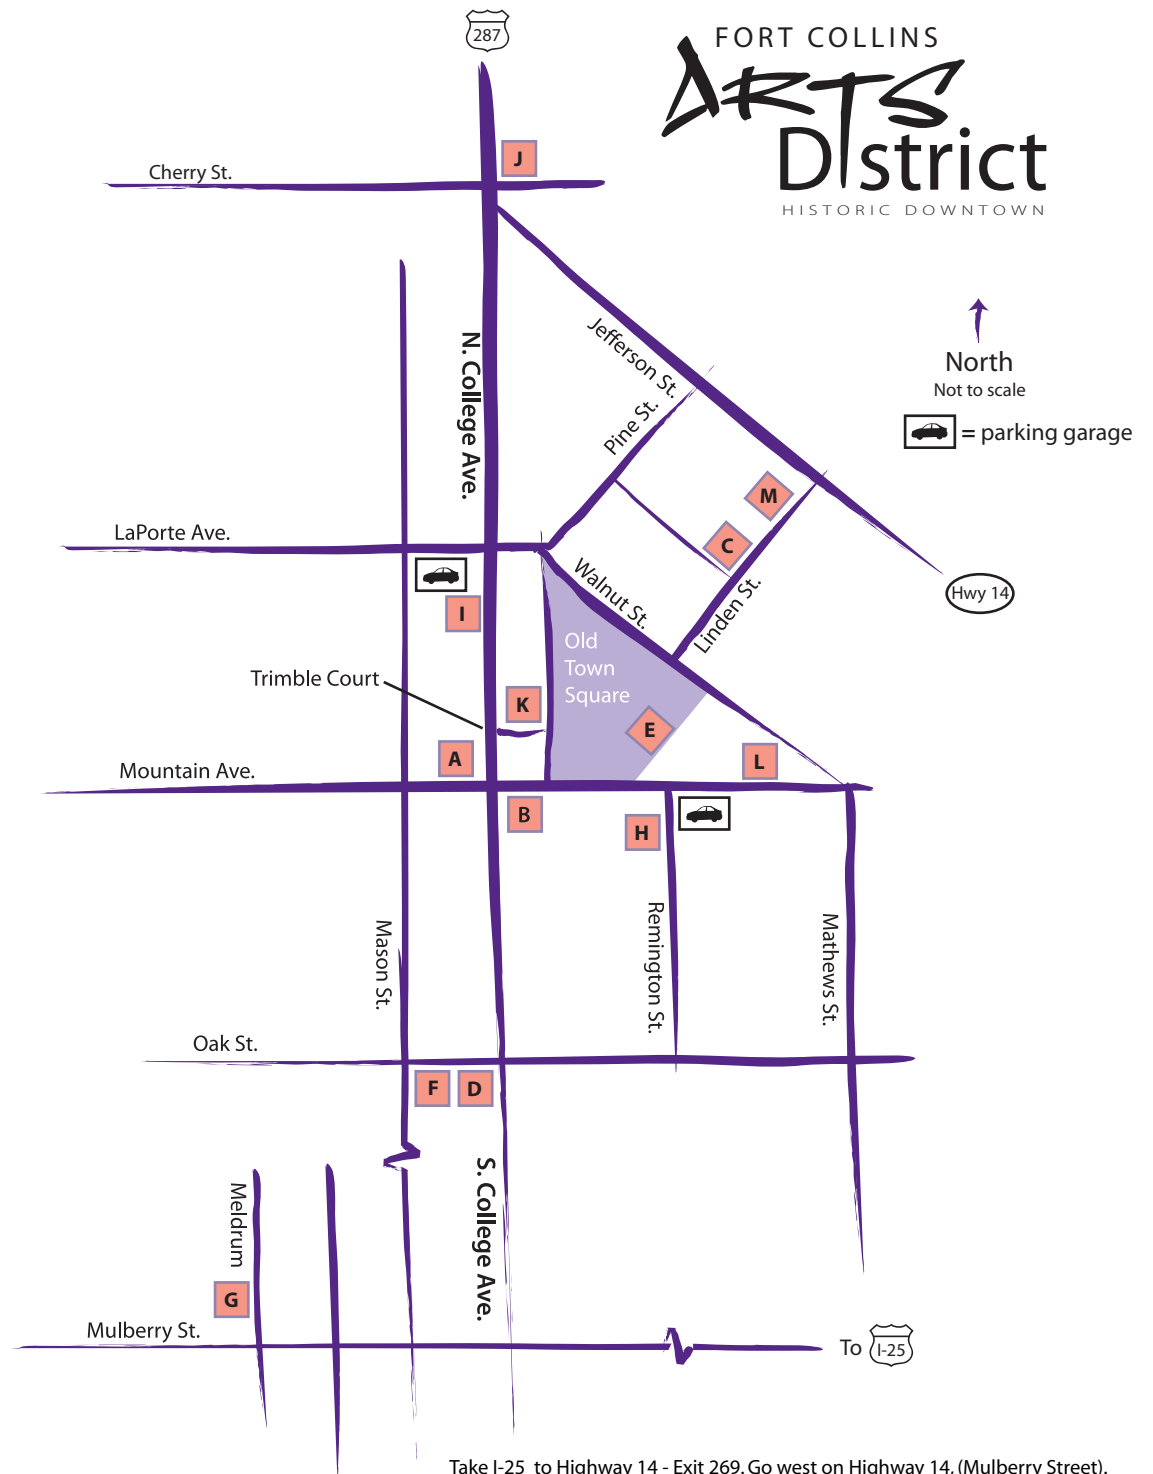 287
FORT COLLINS
ARTS
District
HISTORIC DOWNTOWN
J
Cherry St.
N. College Ave.
Jefferson St.
North
Not to scale
= parking garage
Pine St.
M
LaPorte Ave.
C
Walnut St.
Hwy 14
I
Linden St.
Old
Town
Square
Trimble Court
K
E
A
L
Mountain Ave.
B
H
Mason St.
Remington St.
Mathews St.
Oak St.
F
D
Meldrum
S. College Ave.
G
Mulberry St.
To I-25
Take I-25 to Highway 14 - Exit 269. Go west on Highway 14, (Mulberry Street).